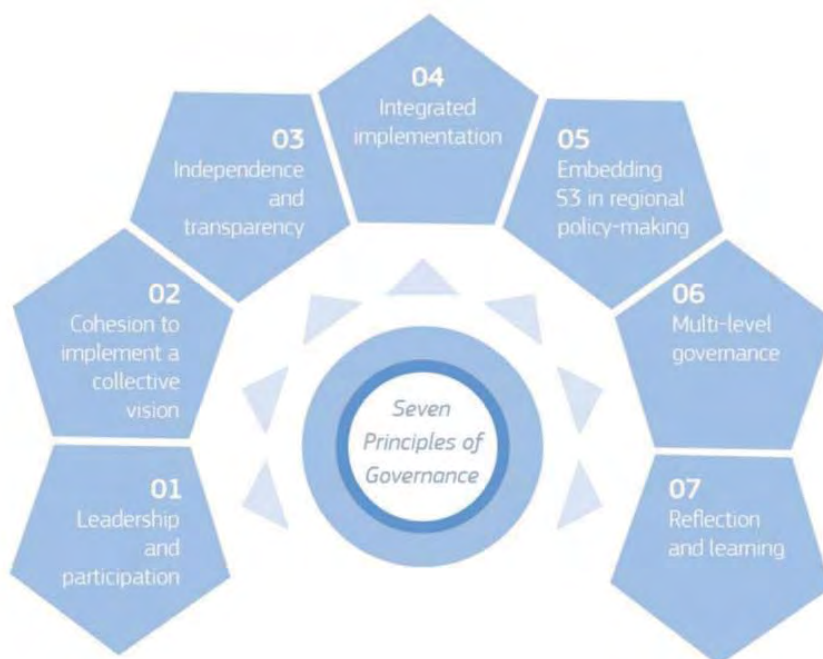 01
Leadership
and
participation
02
Cohesion to
implement a
collective
vision
03
Independence
and
transparency
04
Integrated
implementation
05
Embedding
S3 in regional
policy-making
06
Multi-level
governance
07
Reflection
and learning
Seven
Principles of
Governance